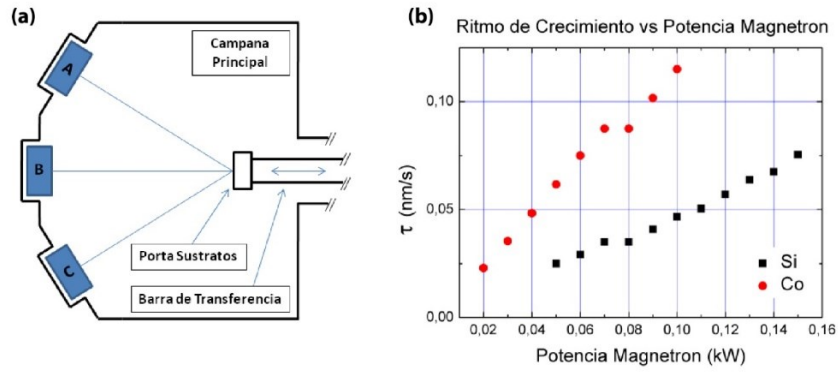 (a)
A
B
C
Campana
Principal
Porta Sustratos
Barra de Transferencia
(b)
Ritmo de Crecimiento vs Potencia Magnetron
τ (nm/s)
0,10
0,05
0,00
Si
Co
0,02 0,04 0,06 0,08 0,10 0,12 0,14 0,16
Potencia Magnetron (kW)